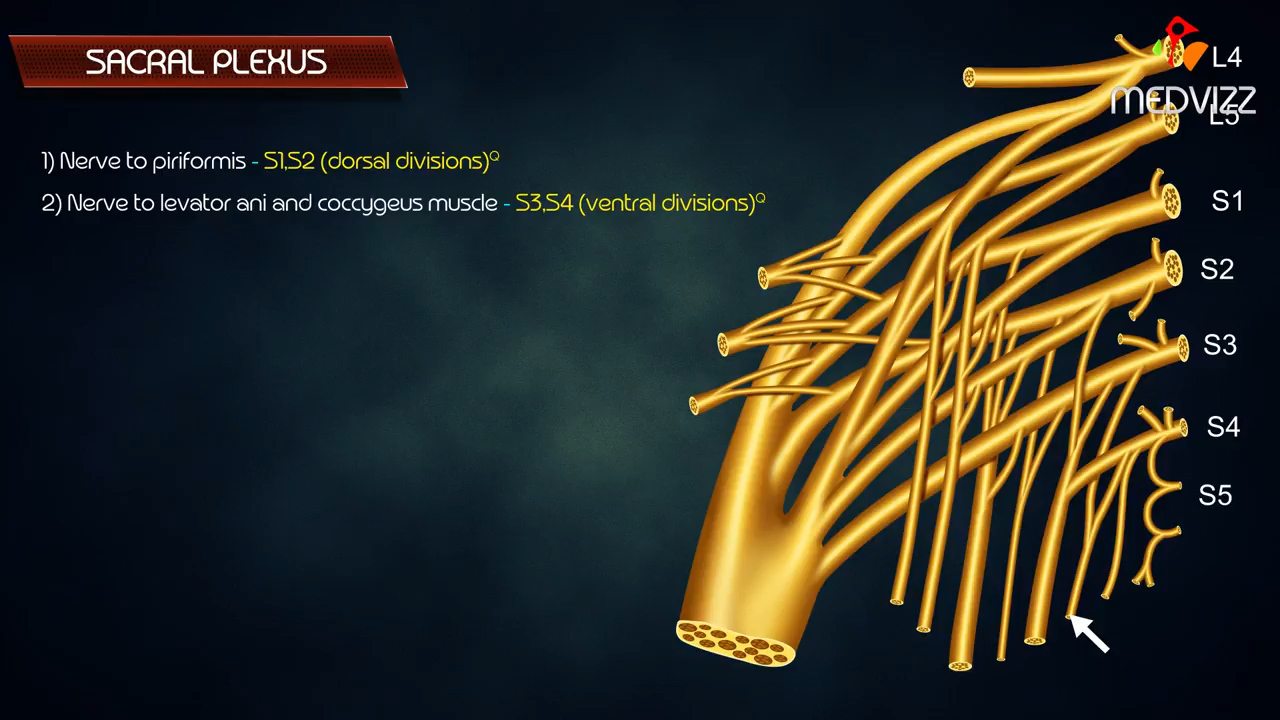 SACRAL PLEXUS
1) Nerve to piriformis - S1,S2 (dorsal divisions)Q
2) Nerve to levator ani and coccygeus muscle - S3,S4 (ventral divisions)Q
L4
MEDVIZZ
L5
S1
S2
S3
S4
S5